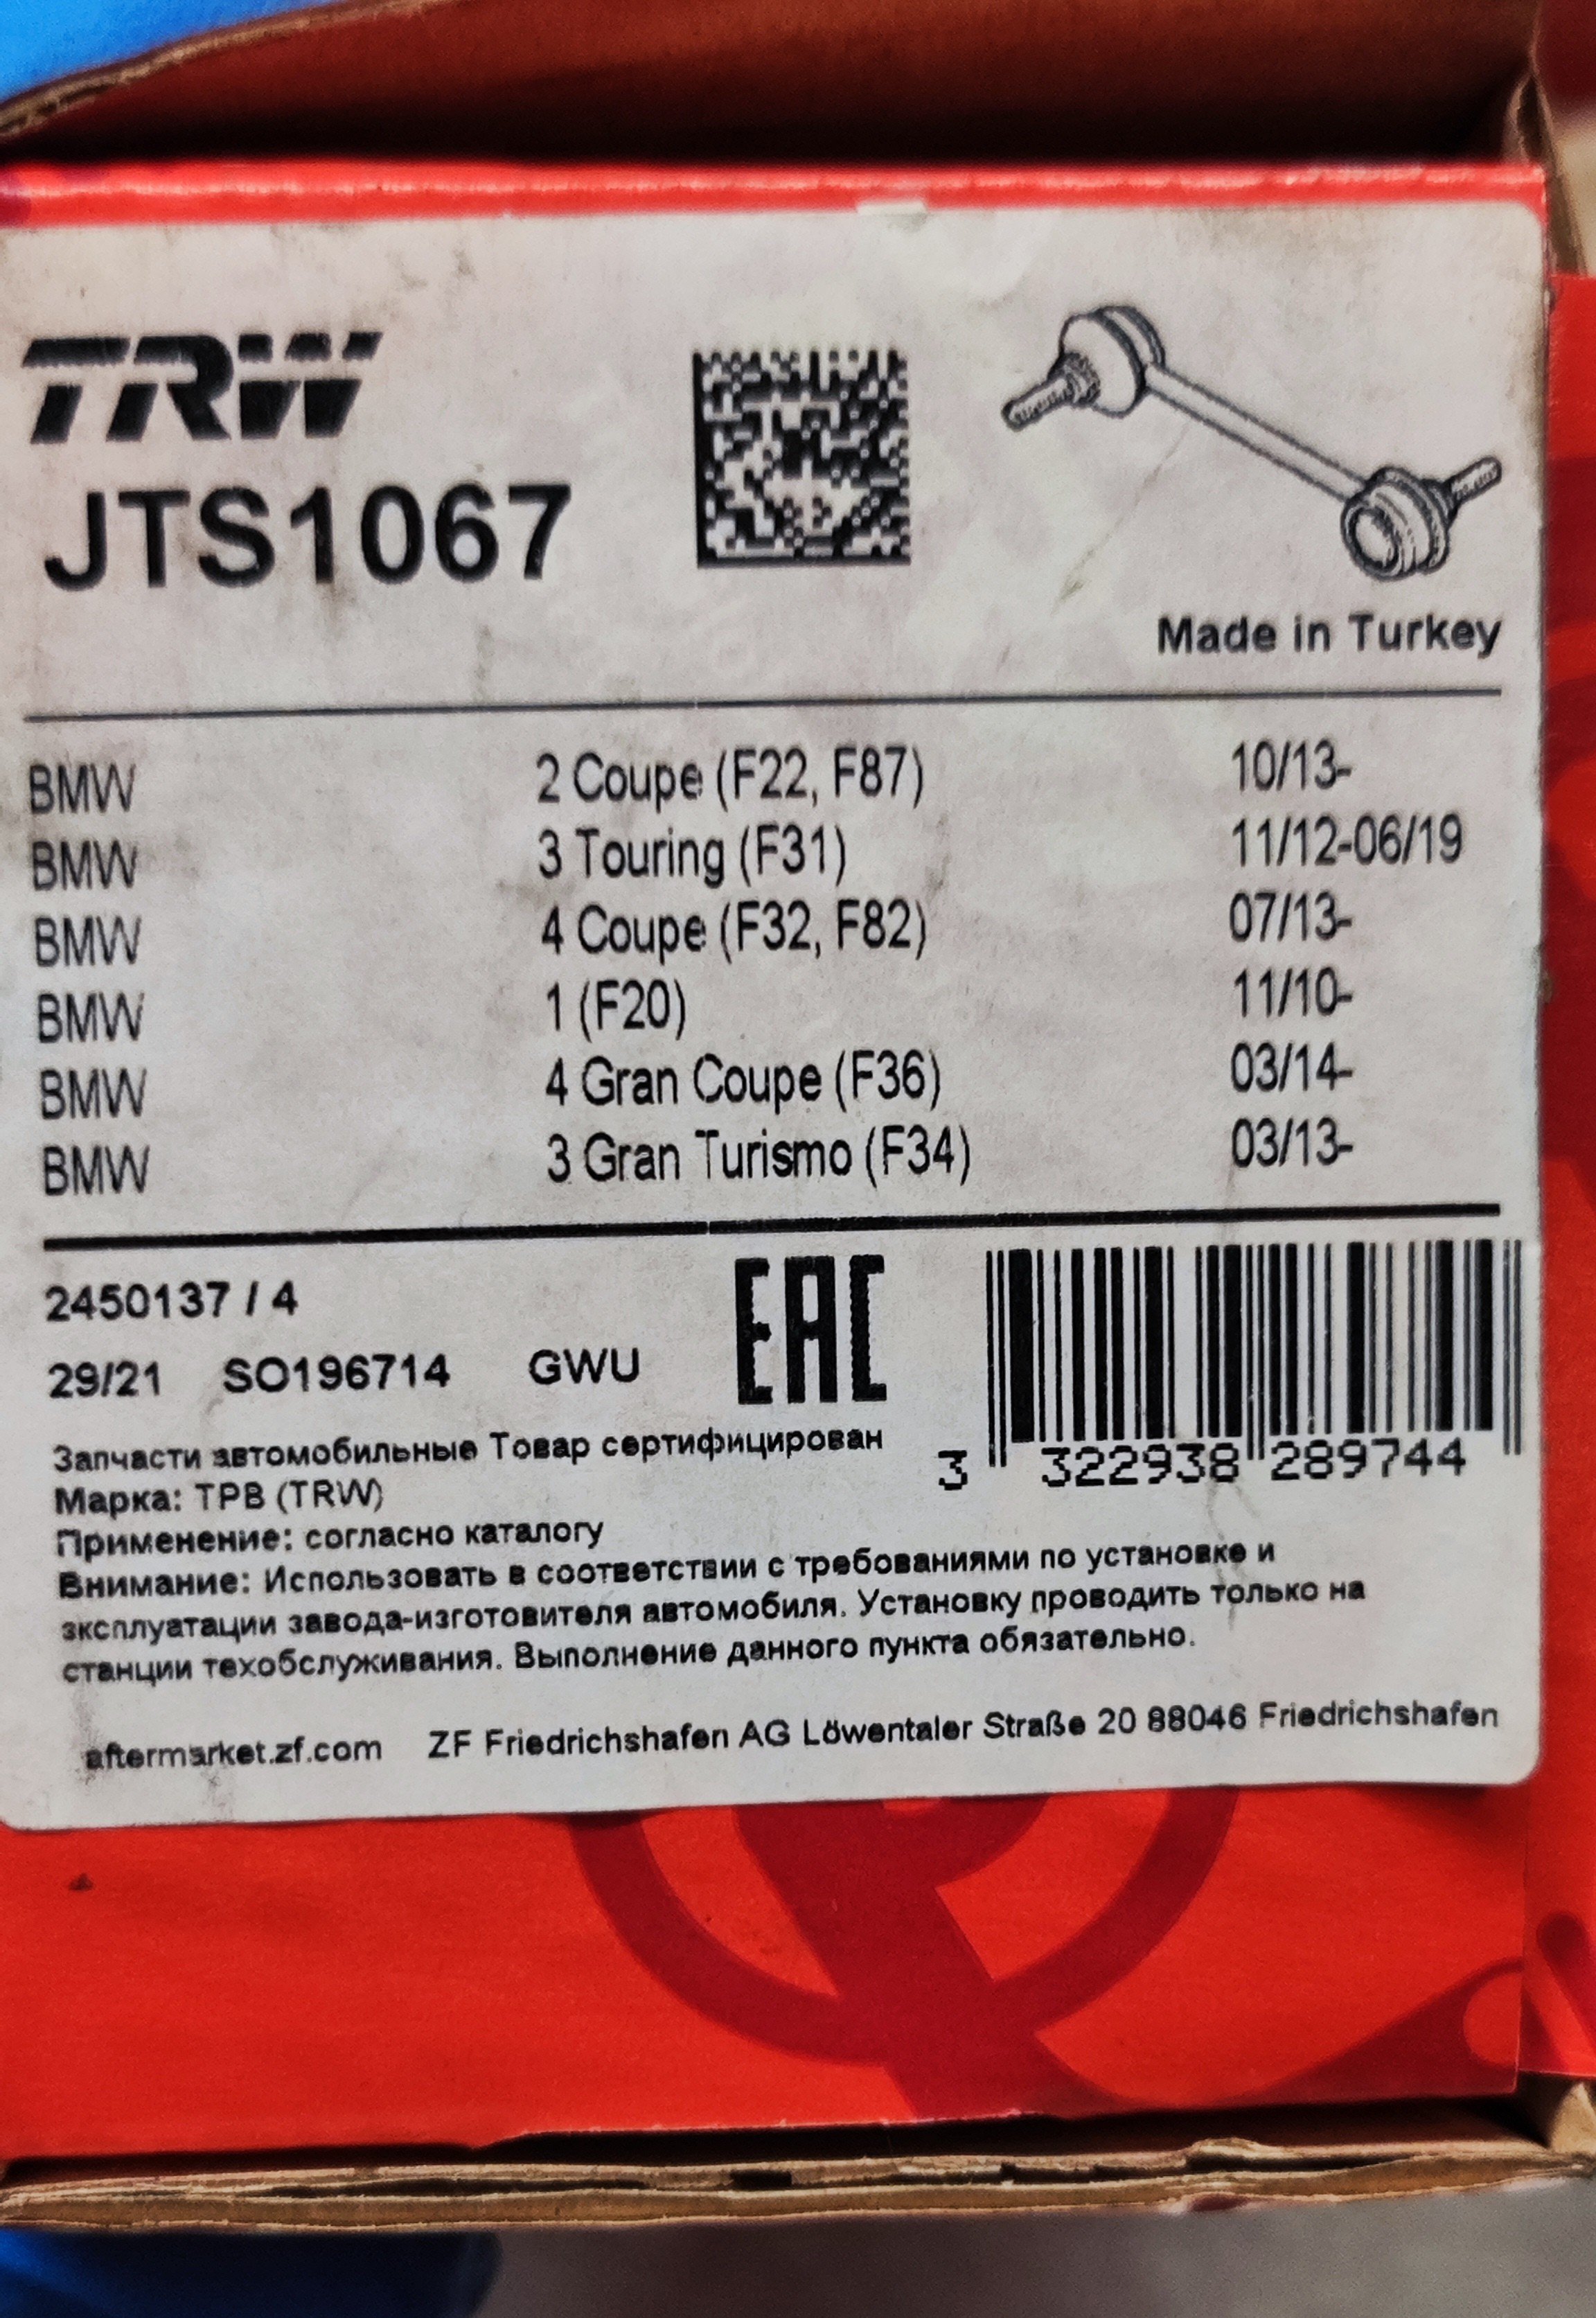 TRW
JTS1067
Made in Turkey
BMW 2 Coupe (F22, F87) 10/13-
BMW 3 Touring (F31) 11/12-06/19
BMW 4 Coupe (F32, F82) 07/13-
BMW 1 (F20) 11/10-
BMW 4 Gran Coupe (F36) 03/14-
BMW 3 Gran Turismo (F34) 03/13-
2450137 / 4
29/21 SO196714 GWU
EAC
3 322938 289744
Запчасти автомобильные Товар сертифицирован
Марка: ТРВ (TRW)
Применение: согласно каталогу
Внимание: Использовать в соответствии с требованиями по установке и
эксплуатации завода-изготовителя автомобиля. Установку проводить только на
станции техобслуживания. Выполнение данного пункта обязательно.
aftermarket.zf.com ZF Friedrichshafen AG Löwentaler Straße 20 88046 Friedrichshafen